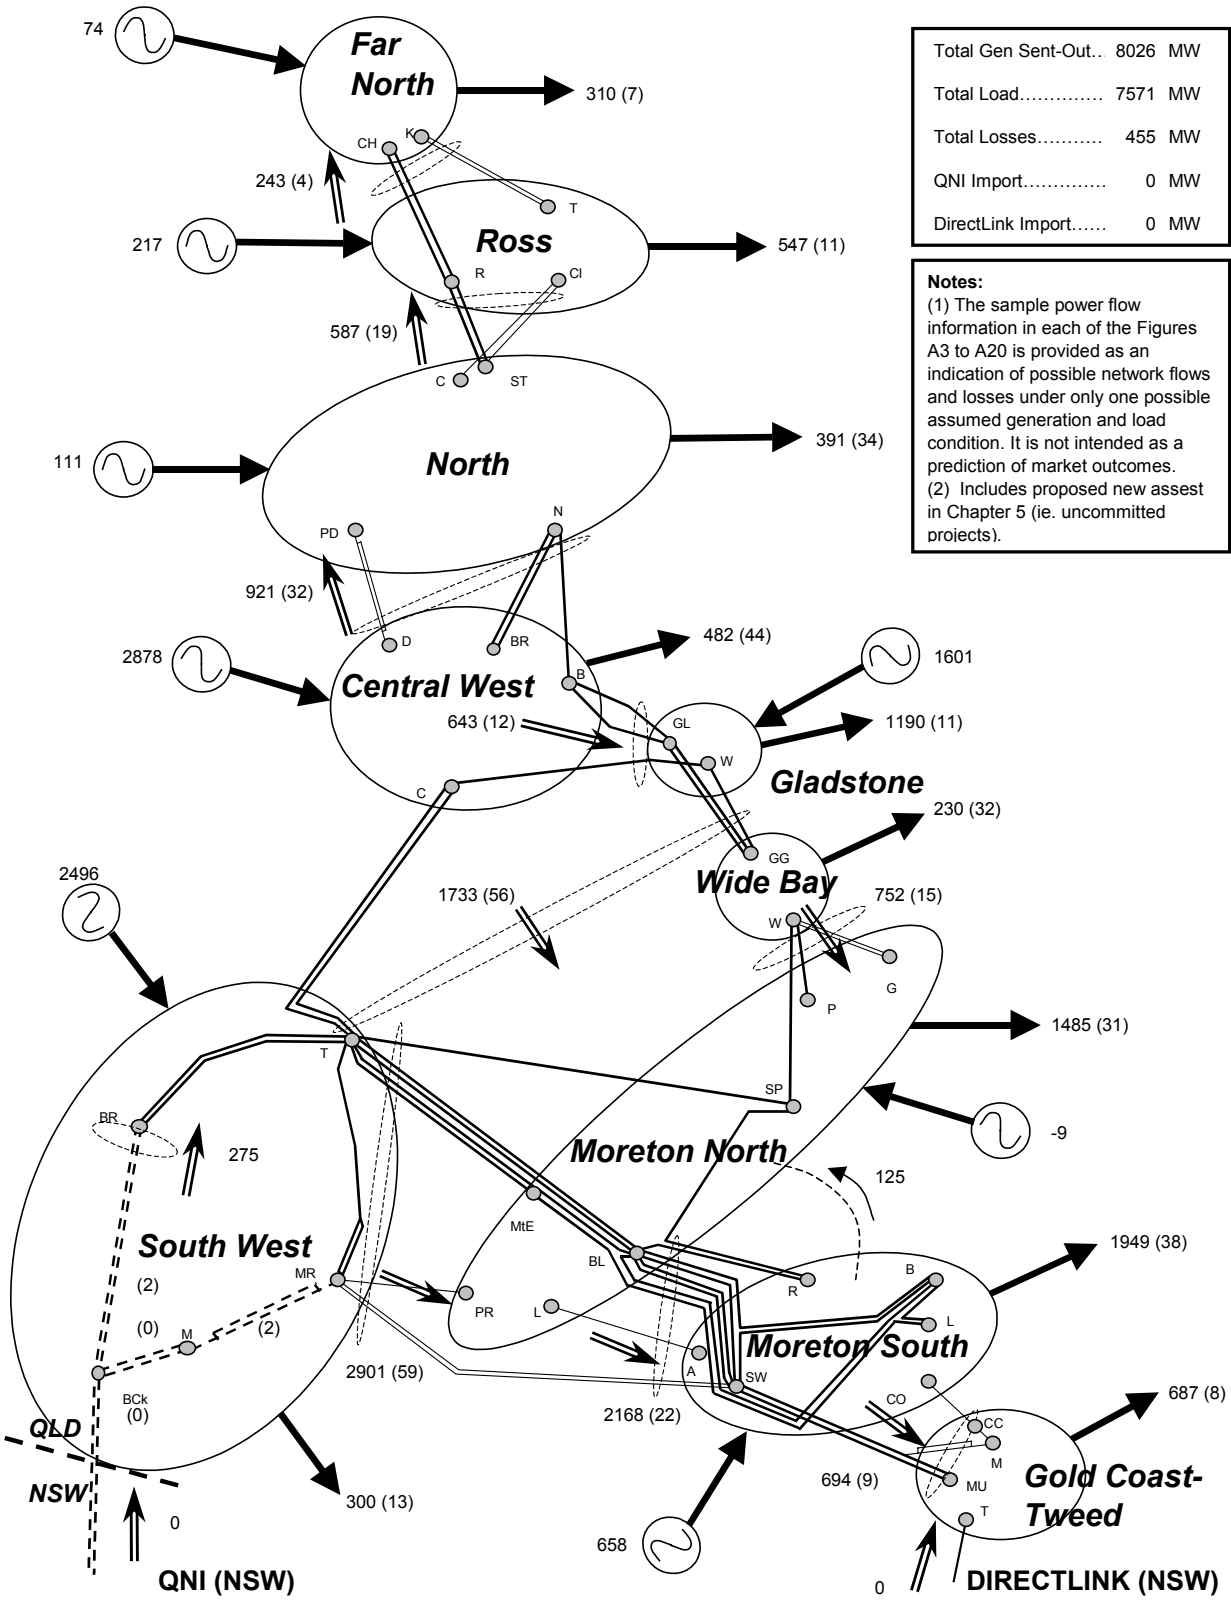 74
Far
North
310 (7)
CH
K
243 (4)
T
217
Ross
547 (11)
R
Cl
587 (19)
C
ST
111
North
391 (34)
PD
N
921 (32)
D
BR
482 (44)
2878
1601
Central West
B
643 (12)
GL
1190 (11)
W
Gladstone
C
230 (32)
GG
2496
Wide Bay
1733 (56)
752 (15)
W
G
P
1485 (31)
T
SP
BR
-9
275
Moreton North
125
MtE
South West
BL
1949 (38)
MR
(2)
R
B
PR
L
(0)
M
(2)
L
Moreton South
A
SW
2901 (59)
BCk
(0)
CO
687 (8)
2168 (22)
QLD
CC
M
NSW
694 (9)
MU
Gold Coast-
Tweed
300 (13)
T
0
658
QNI (NSW)
0
DIRECTLINK (NSW)
Total Gen Sent-Out.. 8026 MW
Total Load.............. 7571 MW
Total Losses........... 455 MW
QNI Import.............. 0 MW
DirectLink Import...... 0 MW
Notes:
(1) The sample power flow
information in each of the Figures
A3 to A20 is provided as an
indication of possible network flows
and losses under only one possible
assumed generation and load
condition. It is not intended as a
prediction of market outcomes.
(2) Includes proposed new assest
in Chapter 5 (ie. uncommitted
projects).